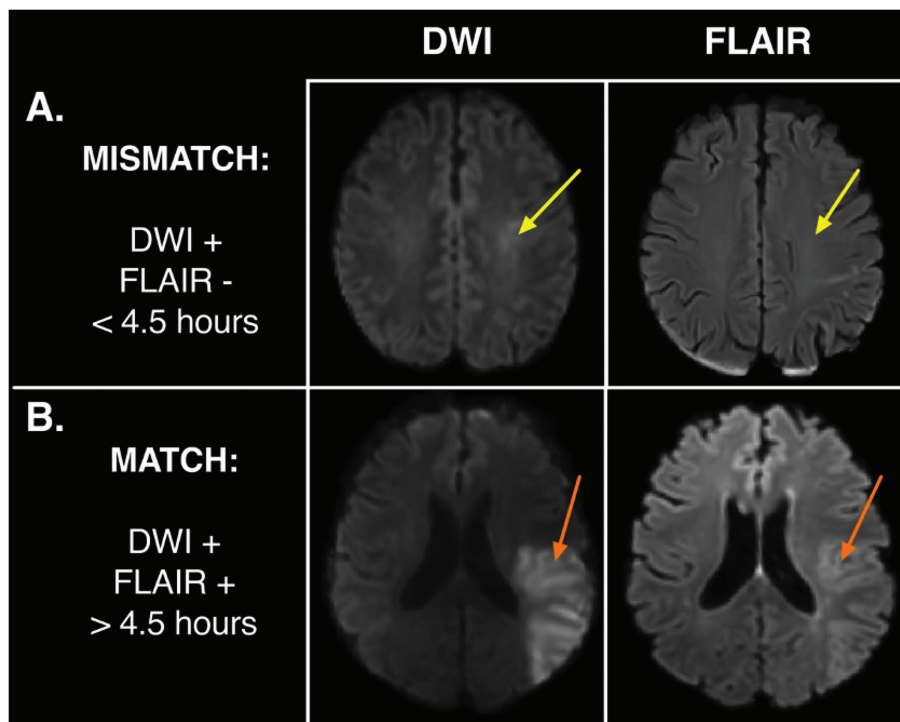 DWI
FLAIR
A.
MISMATCH:
DWI +
FLAIR -
< 4.5 hours
B.
MATCH:
DWI +
FLAIR +
> 4.5 hours